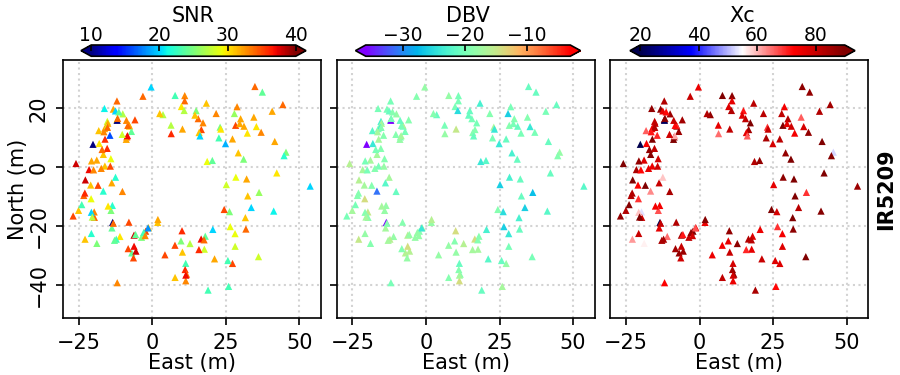 SNR DBV Xc
10 20 30 40 −30 −20 −10 20 40 60 80
20
0
−20
−40
North (m)
IR5209
−25 0 25 50 −25 0 25 50 −25 0 25 50
East (m) East (m) East (m)